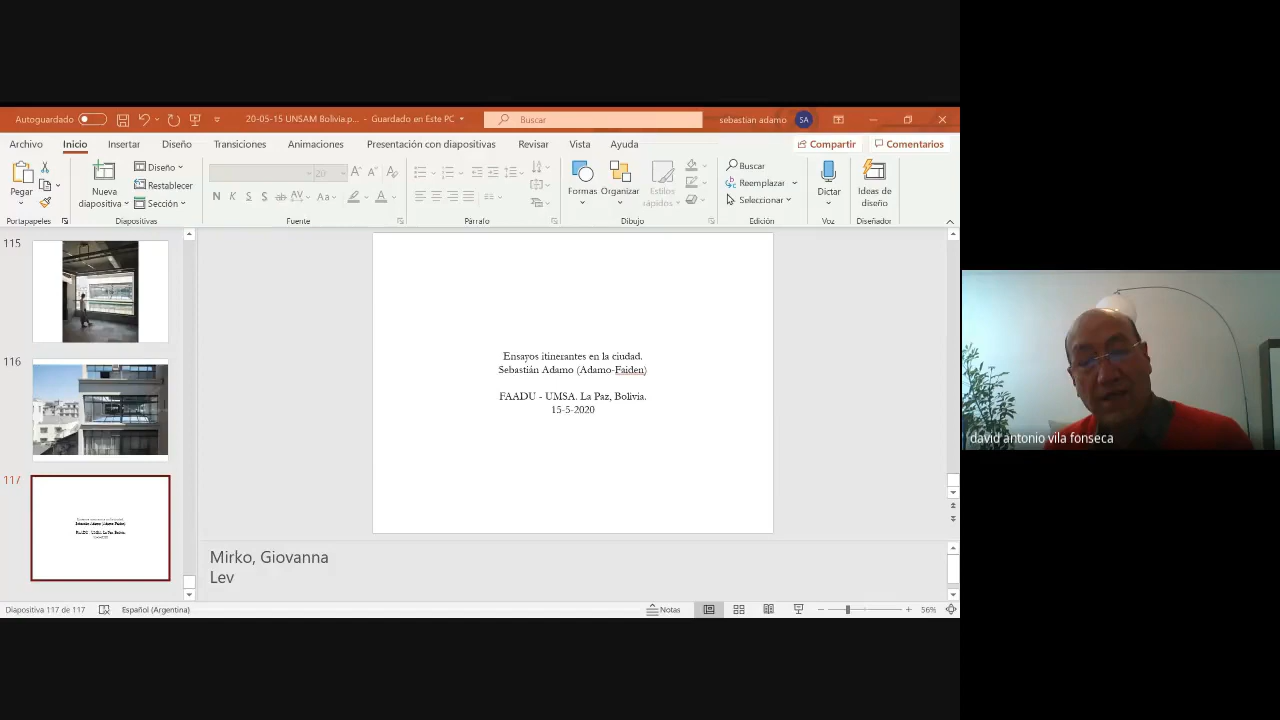 Autoguardado
20-05-15 UNSAM Bolivia.p... - Guardado en Este PC
Buscar
sebastian adamo
SA
Archivo
Inicio
Insertar
Diseño
Transiciones
Animaciones
Presentación con diapositivas
Revisar
Vista
Ayuda
Compartir
Comentarios
Pegar
Nueva
diapositiva
Diseño
Restablecer
Sección
20
N K S S ab AV Aa A
Formas
Organizar
Estilos
rápidos
Buscar
Reemplazar
Seleccionar
Dictar
Ideas de
diseño
Portapapeles
Diapositivas
Fuente
Párrafo
Dibujo
Edición
Voz
Diseñador
115
116
117
Ensayos itinerantes en la ciudad.
Sebastián Adamo (Adamo-Faiden)
FAADU - UMSA. La Paz, Bolivia.
15-5-2020
Mirko, Giovanna
Lev
Diapositiva 117 de 117
Español (Argentina)
Notas
56%
david antonio vila fonseca